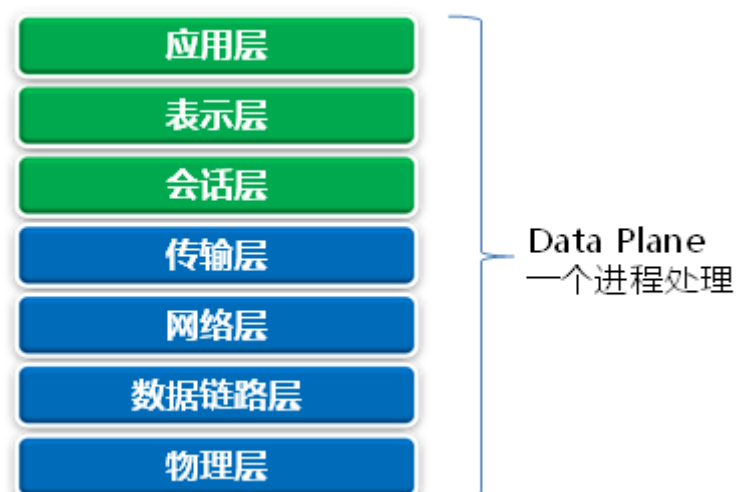 应用层
表示层
会话层
传输层
网络层
数据链路层
物理层
Data Plane
一个进程处理